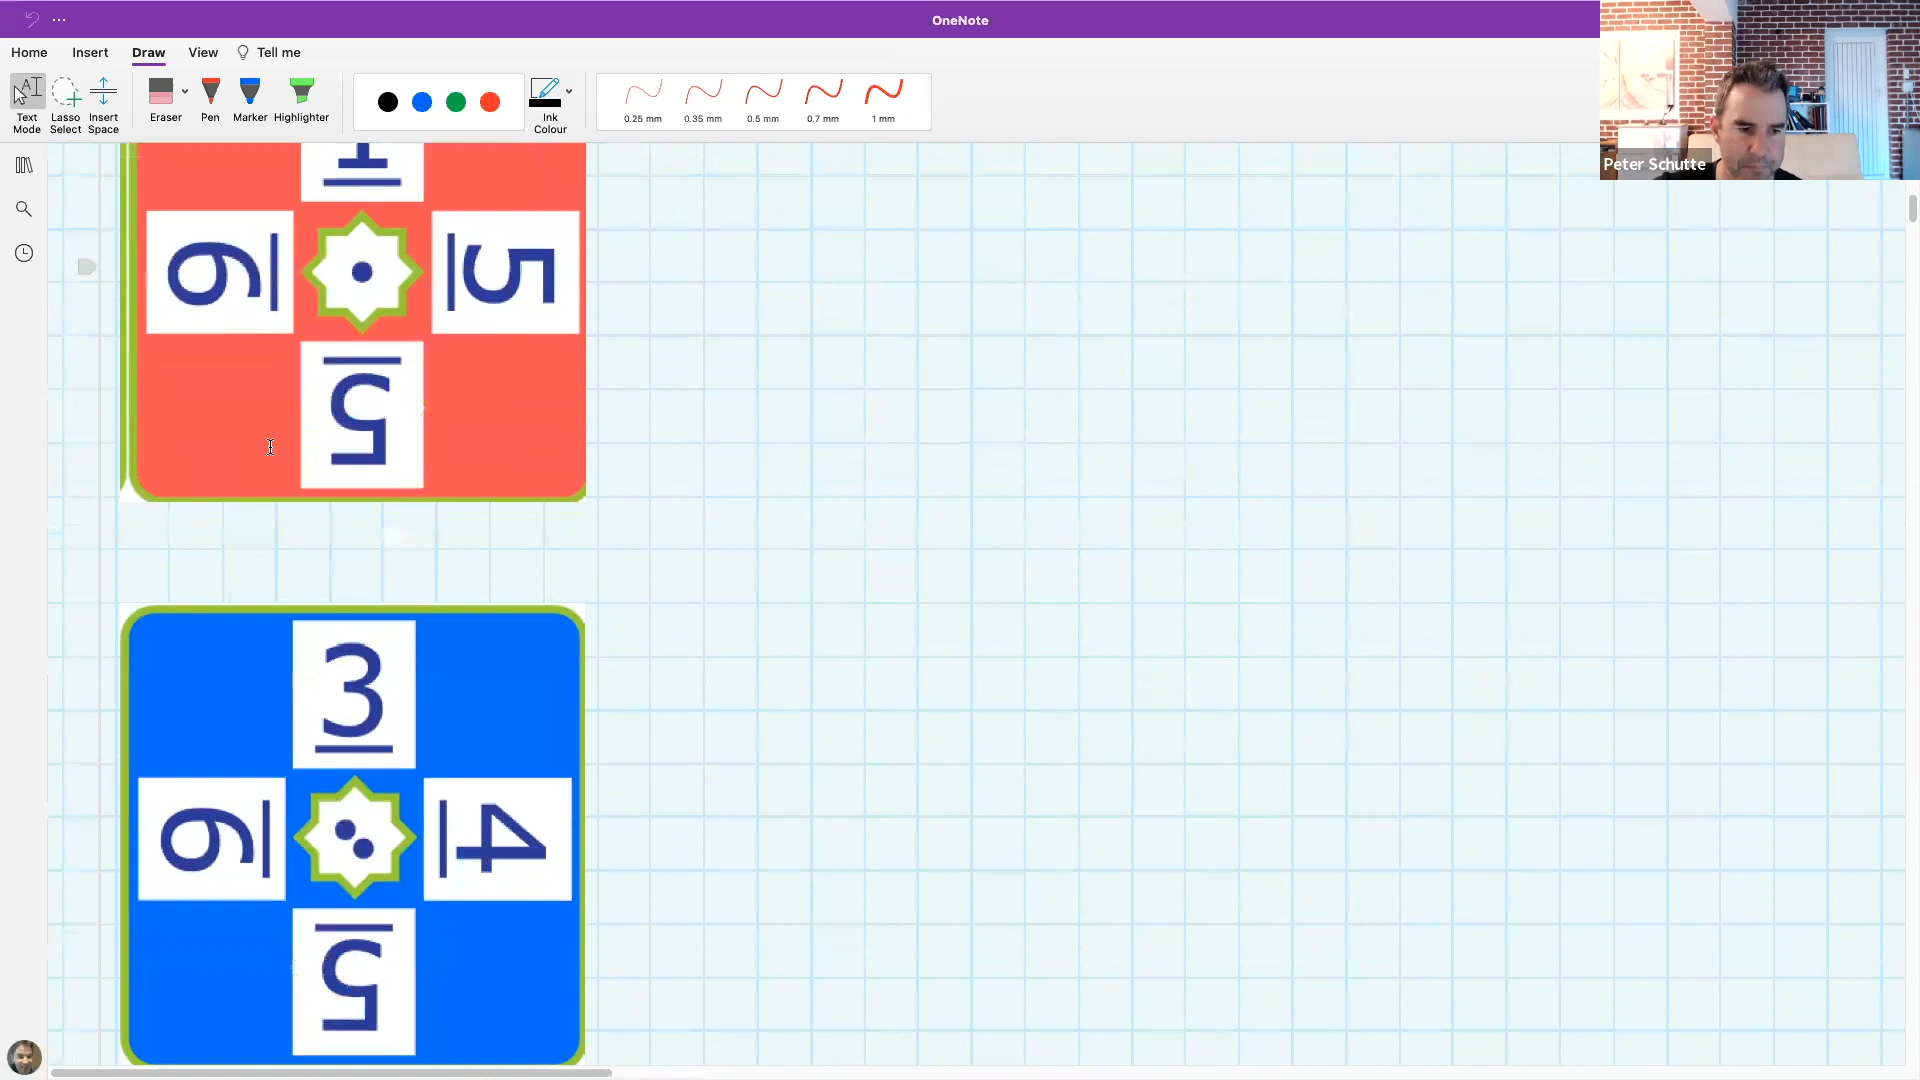 OneNote
Home Insert Draw View Tell me
Text Mode
Lasso Select
Insert Space
Eraser
Pen
Marker
Highlighter
Ink Colour
0.25 mm
0.35 mm
0.5 mm
0.7 mm
1 mm
Peter Schutte
6 5
5
3
6 4
5